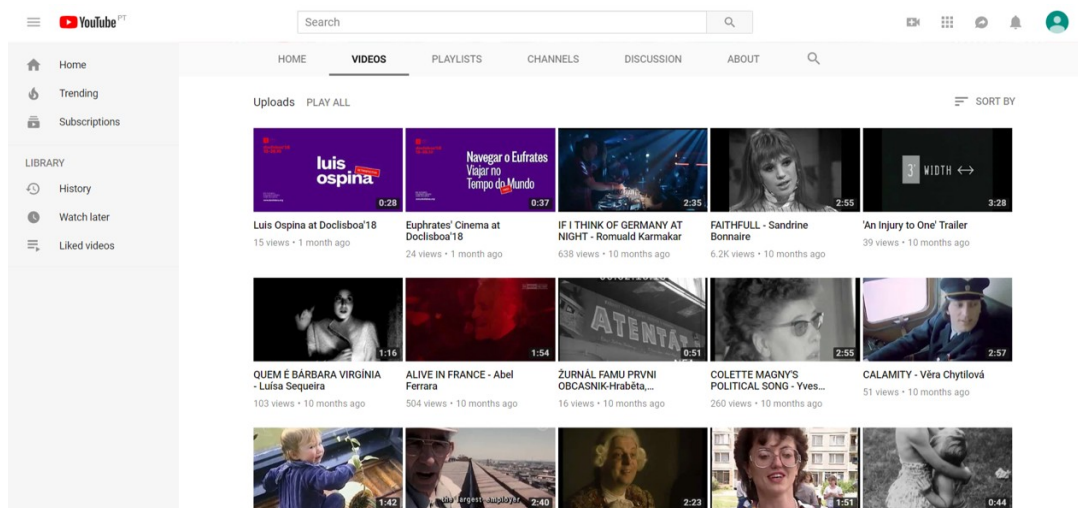 YouTube PT
Search
Home
Trending
Subscriptions
LIBRARY
History
Watch later
Liked videos
HOME VIDEOS PLAYLISTS CHANNELS DISCUSSION ABOUT
Uploads PLAY ALL
SORT BY
luis
ospina
0:28
Navegar o Eufrates
Viajar no
Tempo do Mundo
0:37
2:35
2:55
3' WIDTH ↔
3:28
Luis Ospina at Doclisboa'18
15 views • 1 month ago
Euphrates' Cinema at
Doclisboa'18
24 views • 1 month ago
IF I THINK OF GERMANY AT
NIGHT - Romuald Karmakar
638 views • 10 months ago
FAITHFULL - Sandrine
Bonnaire
6.2K views • 10 months ago
'An Injury to One' Trailer
39 views • 10 months ago
1:16
1:54
ATENTÁT
0:51
2:55
2:57
QUEM É BÁRBARA VIRGÍNIA
- Luísa Sequeira
103 views • 10 months ago
ALIVE IN FRANCE - Abel
Ferrara
504 views • 10 months ago
ŽURNÁL FAMU PRVNI
OBCASNIK-Hraběta,...
16 views • 10 months ago
COLETTE MAGNY'S
POLITICAL SONG - Yves...
260 views • 10 months ago
CALAMITY - Věra Chytilová
51 views • 10 months ago
1:42
the largest employer
2:40
2:23
1:51
0:44